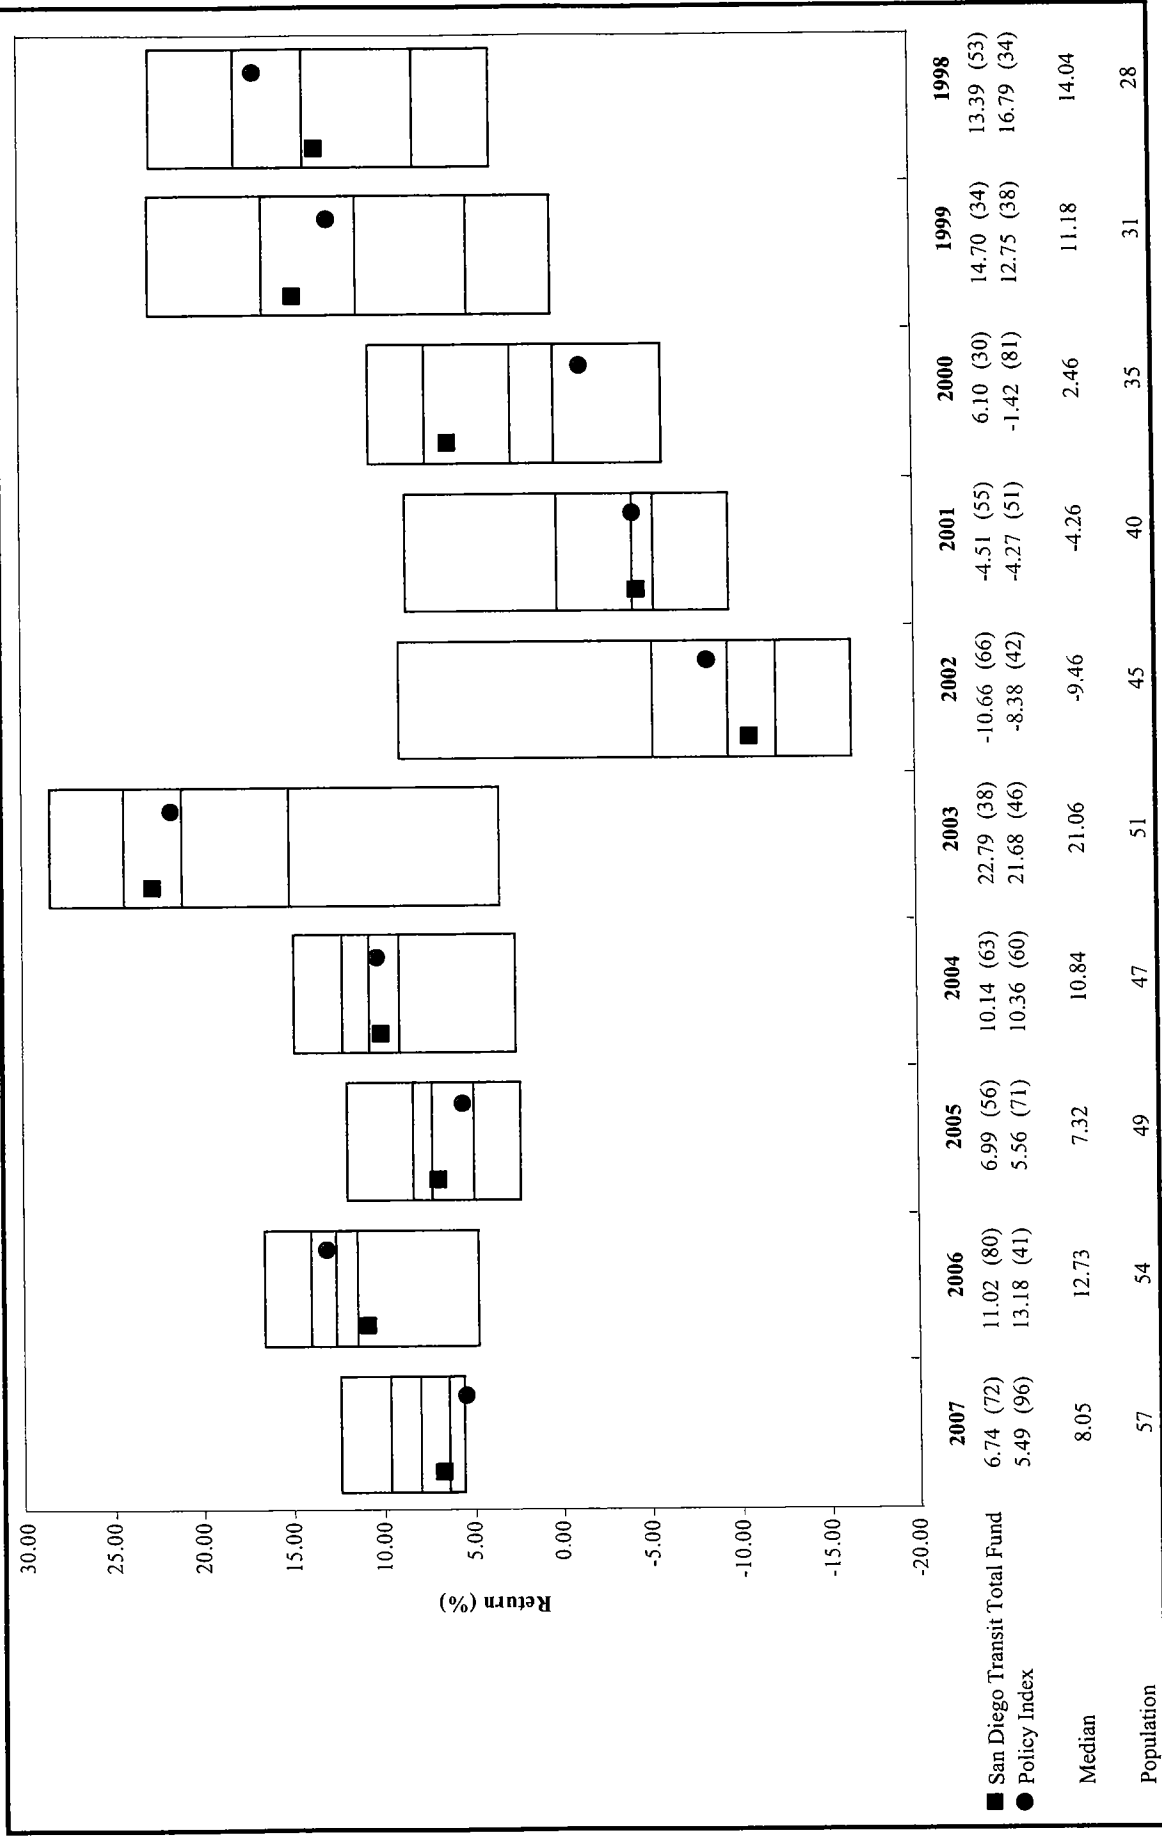 30.00
25.00
20.00
15.00
10.00
5.00
0.00
-5.00
-10.00
-15.00
-20.00
Return (%)
2007 2006 2005 2004 2003 2002 2001 2000 1999 1998
■ San Diego Transit Total Fund 6.74 (72) 11.02 (80) 6.99 (56) 10.14 (63) 22.79 (38) -10.66 (66) -4.51 (55) 6.10 (30) 14.70 (34) 13.39 (53)
● Policy Index 5.49 (96) 13.18 (41) 5.56 (71) 10.36 (60) 21.68 (46) -8.38 (42) -4.27 (51) -1.42 (81) 12.75 (38) 16.79 (34)
Median 8.05 12.73 7.32 10.84 21.06 -9.46 -4.26 2.46 11.18 14.04
Population 57 54 49 47 51 45 40 35 31 28